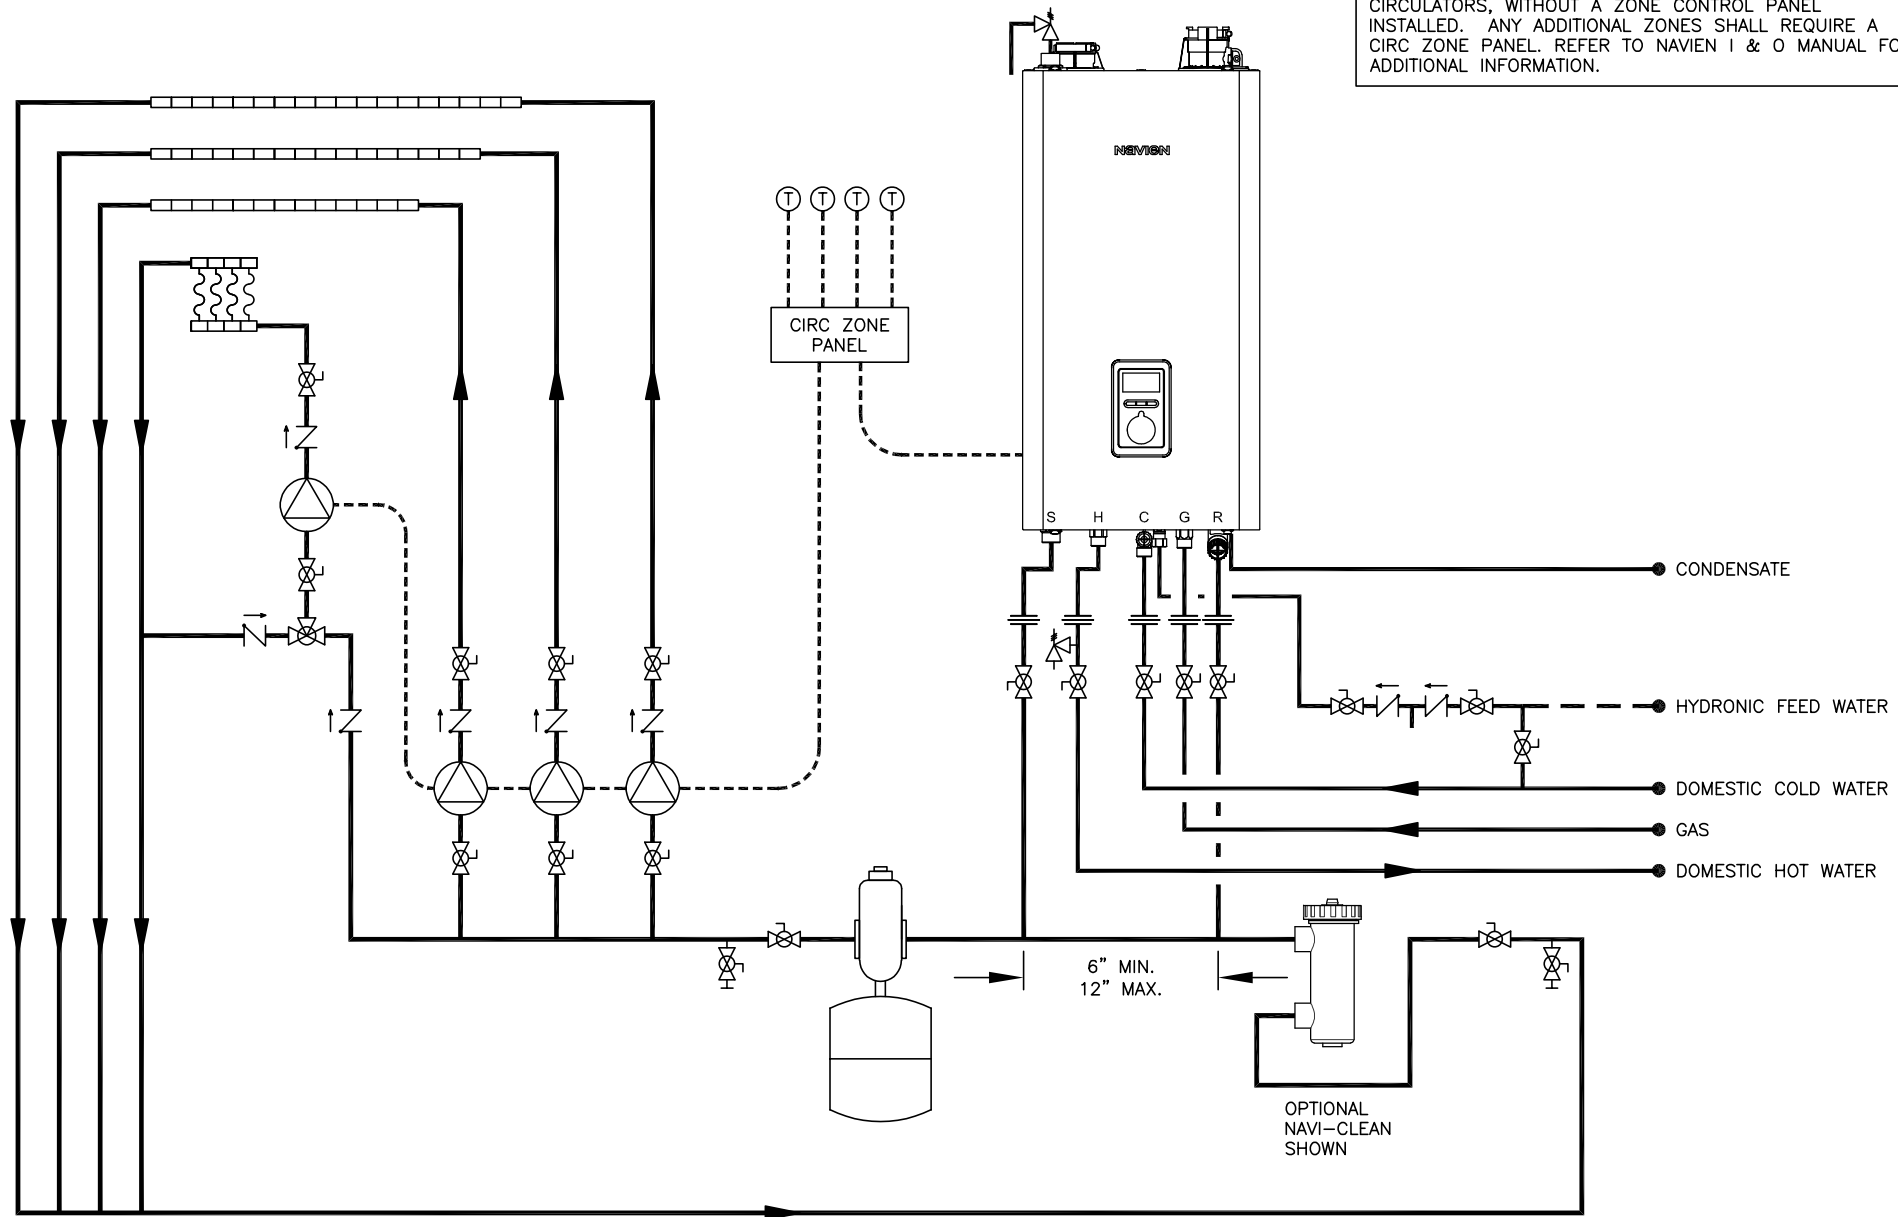 CIRCULATORS, WITHOUT A ZONE CONTROL PANEL
INSTALLED. ANY ADDITIONAL ZONES SHALL REQUIRE A
CIRC ZONE PANEL. REFER TO NAVIEN I & O MANUAL FO
ADDITIONAL INFORMATION.
NAVIEN
T T T T
CIRC ZONE
PANEL
S H C G R
CONDENSATE
HYDRONIC FEED WATER
DOMESTIC COLD WATER
GAS
DOMESTIC HOT WATER
6” MIN.
12” MAX.
OPTIONAL
NAVI-CLEAN
SHOWN